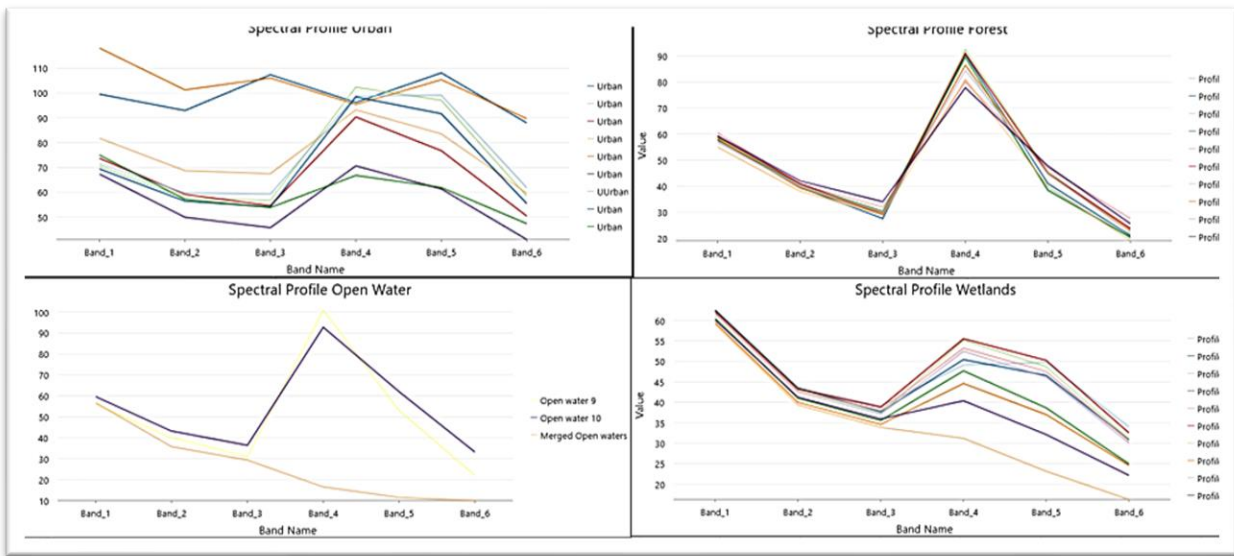 Spectral Profile Urban
110
100
90
80
70
60
50
Band_1 Band_2 Band_3 Band_4 Band_5 Band_6
Band Name
Urban
Urban
Urban
Urban
Urban
Urban
UUrban
Urban
Urban
Spectral Profile Forest
Value
90
80
70
60
50
40
30
20
Band_1 Band_2 Band_3 Band_4 Band_5 Band_6
Band Name
Profil
Profil
Profil
Profil
Profil
Profil
Profil
Profil
Profil
Profil
Spectral Profile Open Water
100
90
80
70
60
50
40
30
20
10
Band_1 Band_2 Band_3 Band_4 Band_5 Band_6
Band Name
Open water 9
Open water 10
Merged Open waters
Spectral Profile Wetlands
Value
60
55
50
45
40
35
30
25
20
Band_1 Band_2 Band_3 Band_4 Band_5 Band_6
Band Name
Profil
Profil
Profil
Profil
Profil
Profil
Profil
Profil
Profil
Profil